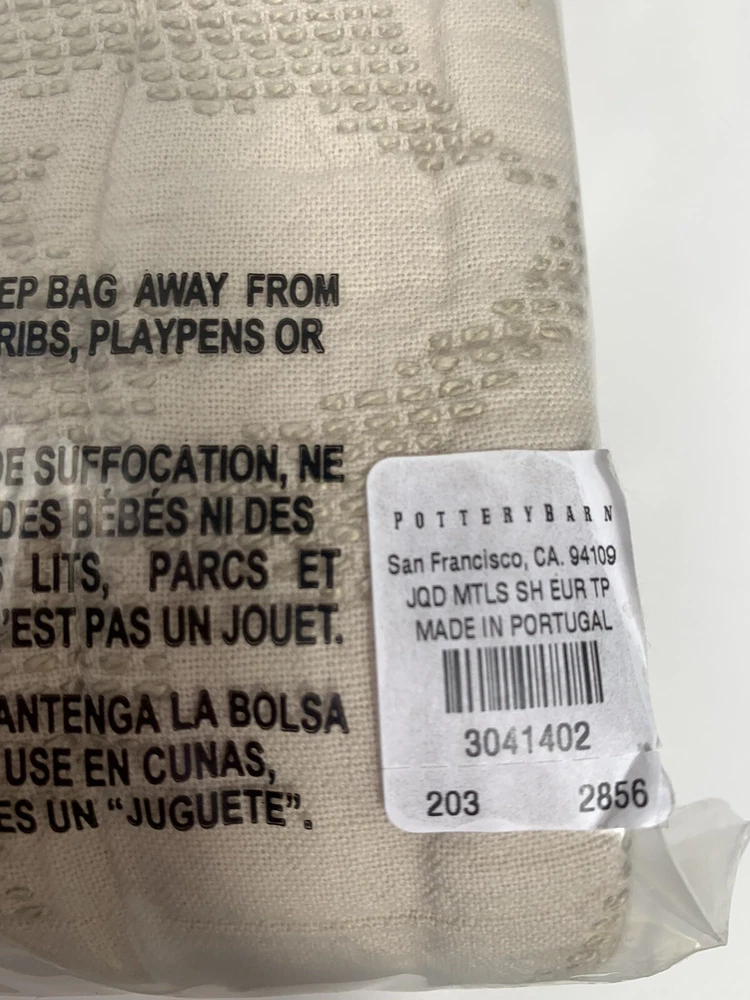 EP BAG AWAY FROM
RIBS, PLAYPENS OR
DE SUFFOCATION, NE
DES BÉBÉS NI DES
S LITS, PARCS ET
'EST PAS UN JOUET.
ANTENGA LA BOLSA
USE EN CUNAS,
ES UN “JUGUETE”.
POTTERYBARN
San Francisco, CA. 94109
JQD MTLS SH EUR TP
MADE IN PORTUGAL
3041402
203 2856